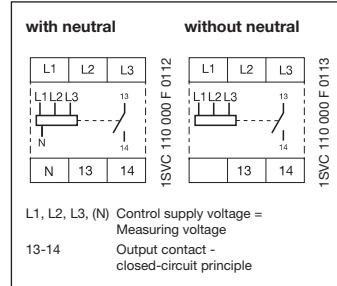 with neutral
without neutral
L1 L2 L3
L1 L2 L3
L1 L2 L3
13
L1 L2 L3
13
N
14
14
N 13 14
13 14
1SVC 110 000 F 0112
1SVC 110 000 F 0113
L1, L2, L3, (N) Control supply voltage =
Measuring voltage
13-14 Output contact -
closed-circuit principle